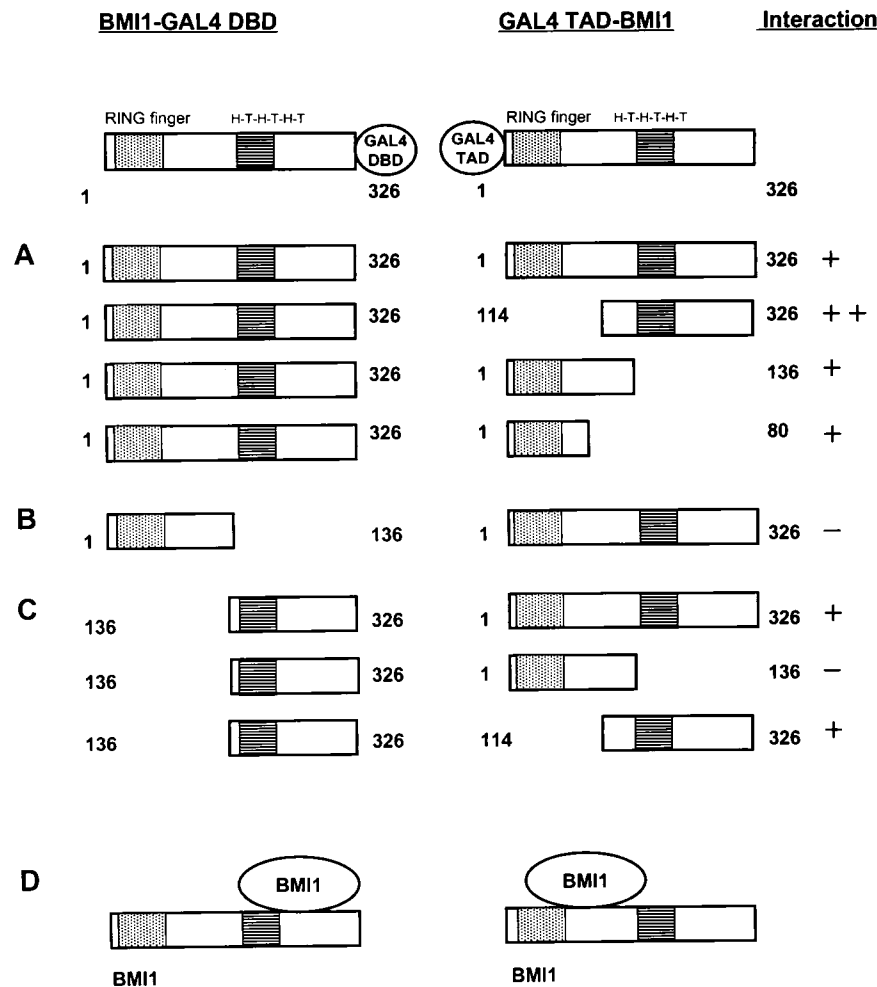 BMI1-GAL4 DBD GAL4 TAD-BMI1 Interaction
RING finger H-T-H-T-H-T RING finger H-T-H-T-H-T
GAL4 DBD GAL4 TAD
1 326 1 326
A 1 326 1 326 +
1 326 114 326 + +
1 326 1 136 +
1 326 1 80 +
B 1 136 1 326 –
C 136 326 1 326 +
136 326 1 136 –
136 326 114 326 +
D BMI1 BMI1
BMI1 BMI1